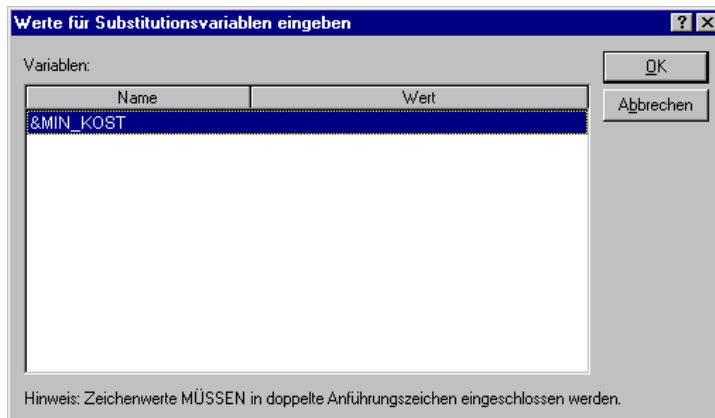 Werte für Substitutionsvariablen eingeben
Variablen:
OK
Name Wert
Abbrechen
&MIN_KOST
Hinweis: Zeichenwerte MÜSSEN in doppelte Anführungszeichen eingeschlossen werden.